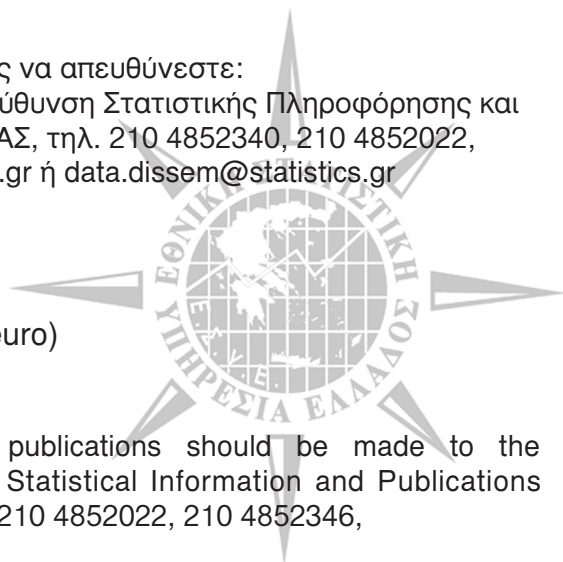 ς να απευθύνεστε:
ύθυνση Στατιστικής Πληροφόρησης και
ΑΣ, τηλ. 210 4852340, 210 4852022,
.gr ή data.dissem@statistics.gr
ΕΘΝΙΚΗ ΣΤΑΤΙΣΤΙΚΗ
ΥΠΗΡΕΣΙΑ ΕΛΛΑΔΟΣ
Ε.Σ.Υ.Ε.
euro)
publications should be made to the
Statistical Information and Publications
210 4852022, 210 4852346,